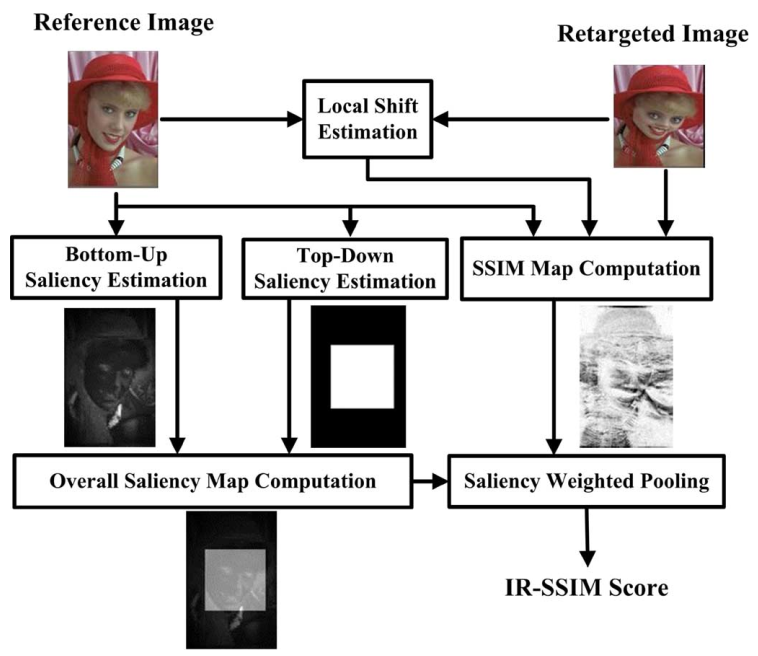 Reference Image
Retargeted Image
Local Shift
Estimation
Bottom-Up
Saliency Estimation
Top-Down
Saliency Estimation
SSIM Map Computation
Overall Saliency Map Computation
Saliency Weighted Pooling
IR-SSIM Score